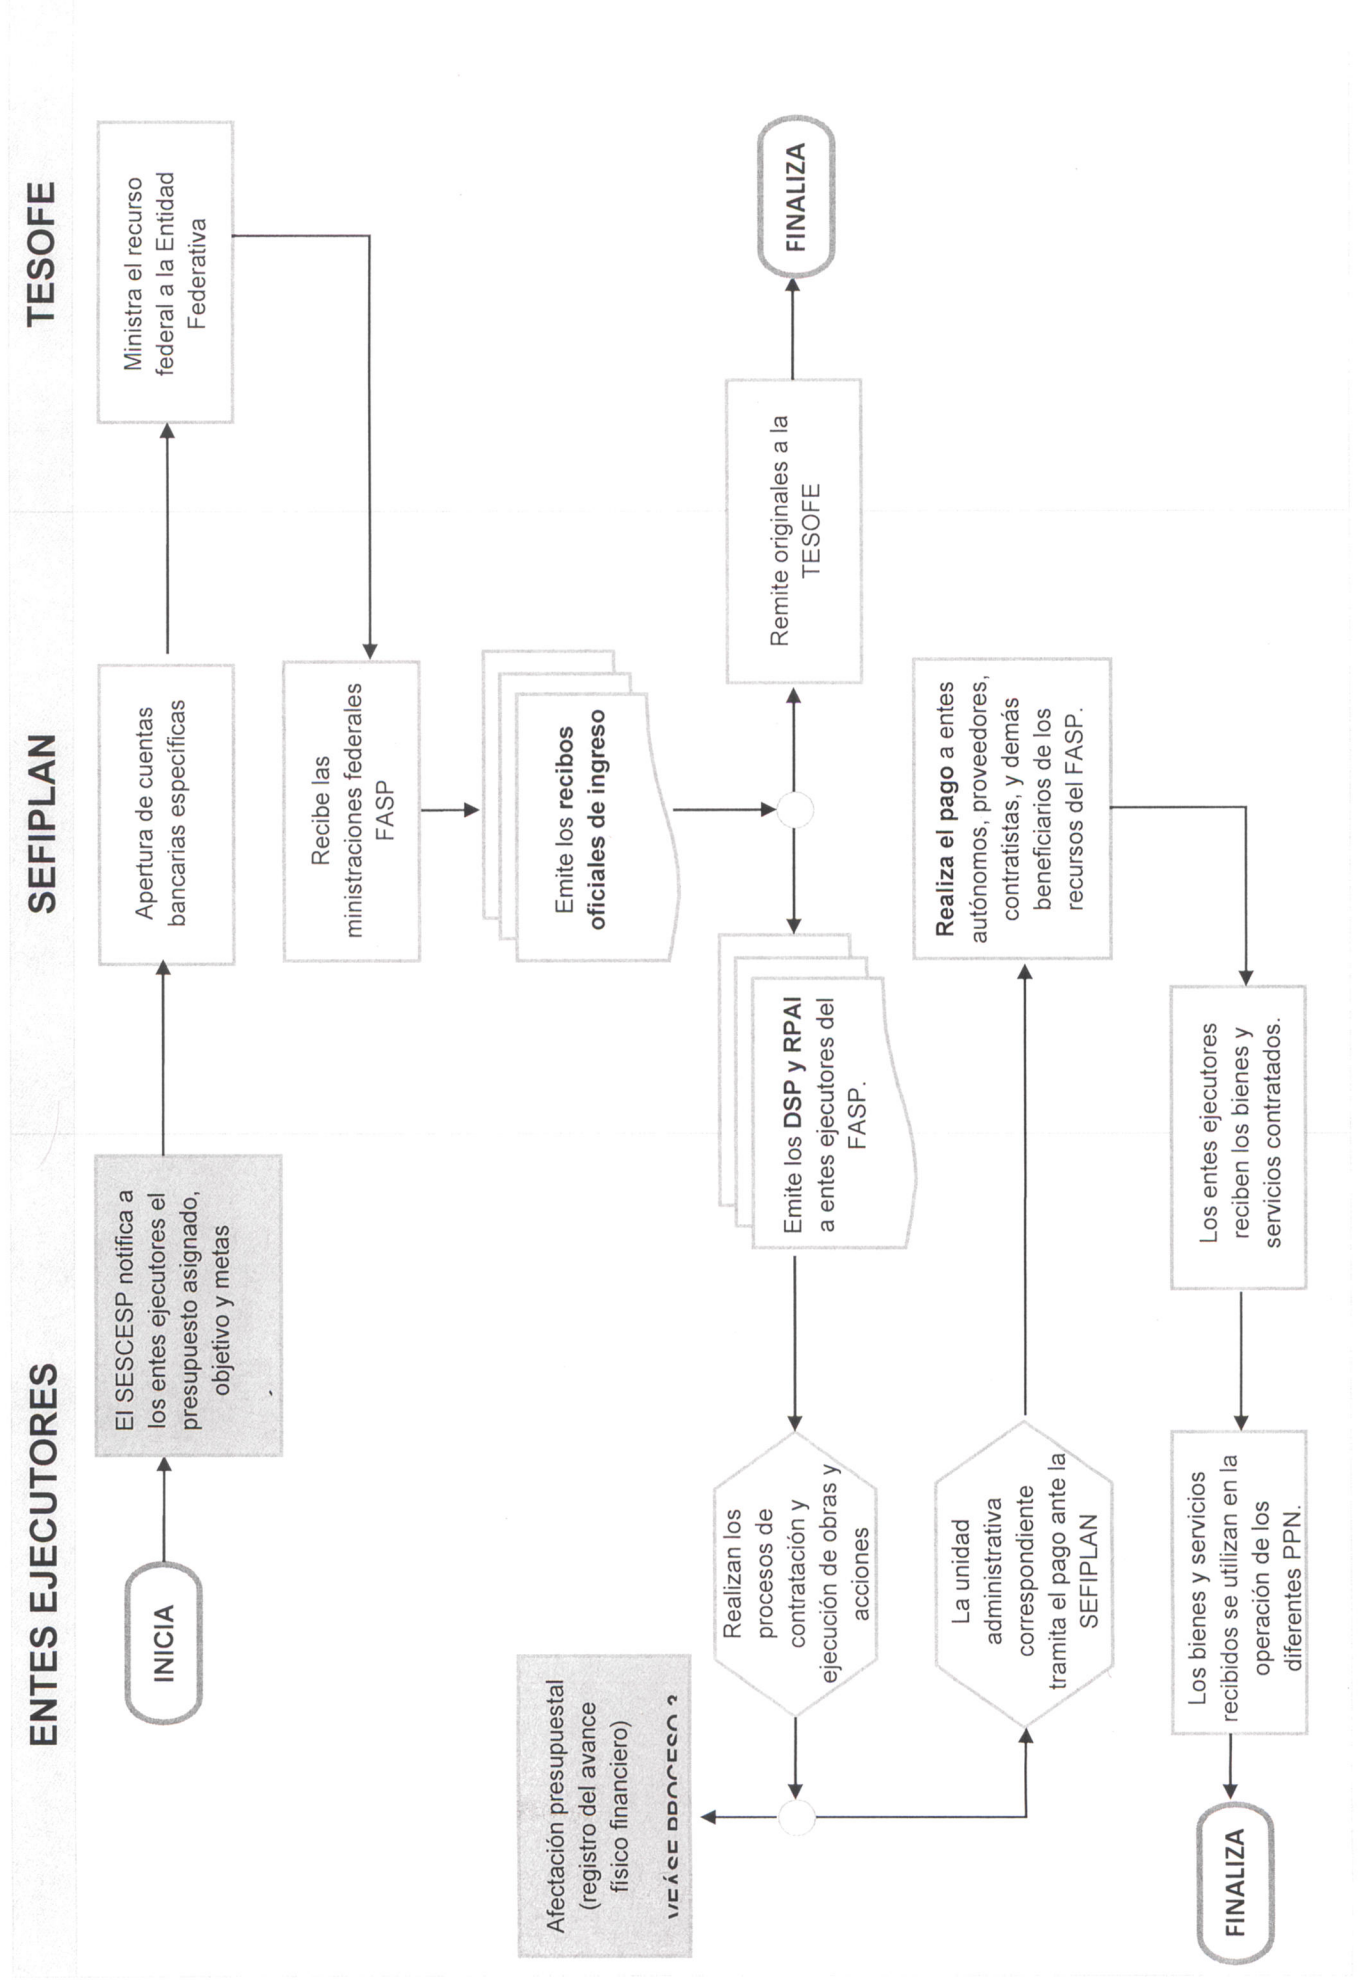 ENTES EJECUTORES
SEFIPLAN
TESOFE
INICIA
El SESCESP notifica a
los entes ejecutores el
presupuesto asignado,
objetivo y metas
Apertura de cuentas
bancarias específicas
Ministra el recurso
federal a la Entidad
Federativa
Recibe las
ministraciones federales
FASP
Emite los recibos
oficiales de ingreso
Remite originales a la
TESOFE
FINALIZA
Emite los DSP y RPAI
a entes ejecutores del
FASP.
Realizan los
procesos de
contratación y
ejecución de obras y
acciones
Afectación presupuestal
(registro del avance
físico financiero)
VEÁSE PROCESO
La unidad
administrativa
correspondiente
tramita el pago ante la
SEFIPLAN
Realiza el pago a entes
autónomos, proveedores,
contratistas, y demás
beneficiarios de los
recursos del FASP.
Los entes ejecutores
reciben los bienes y
servicios contratados.
Los bienes y servicios
recibidos se utilizan en la
operación de los
diferentes PPN.
FINALIZA